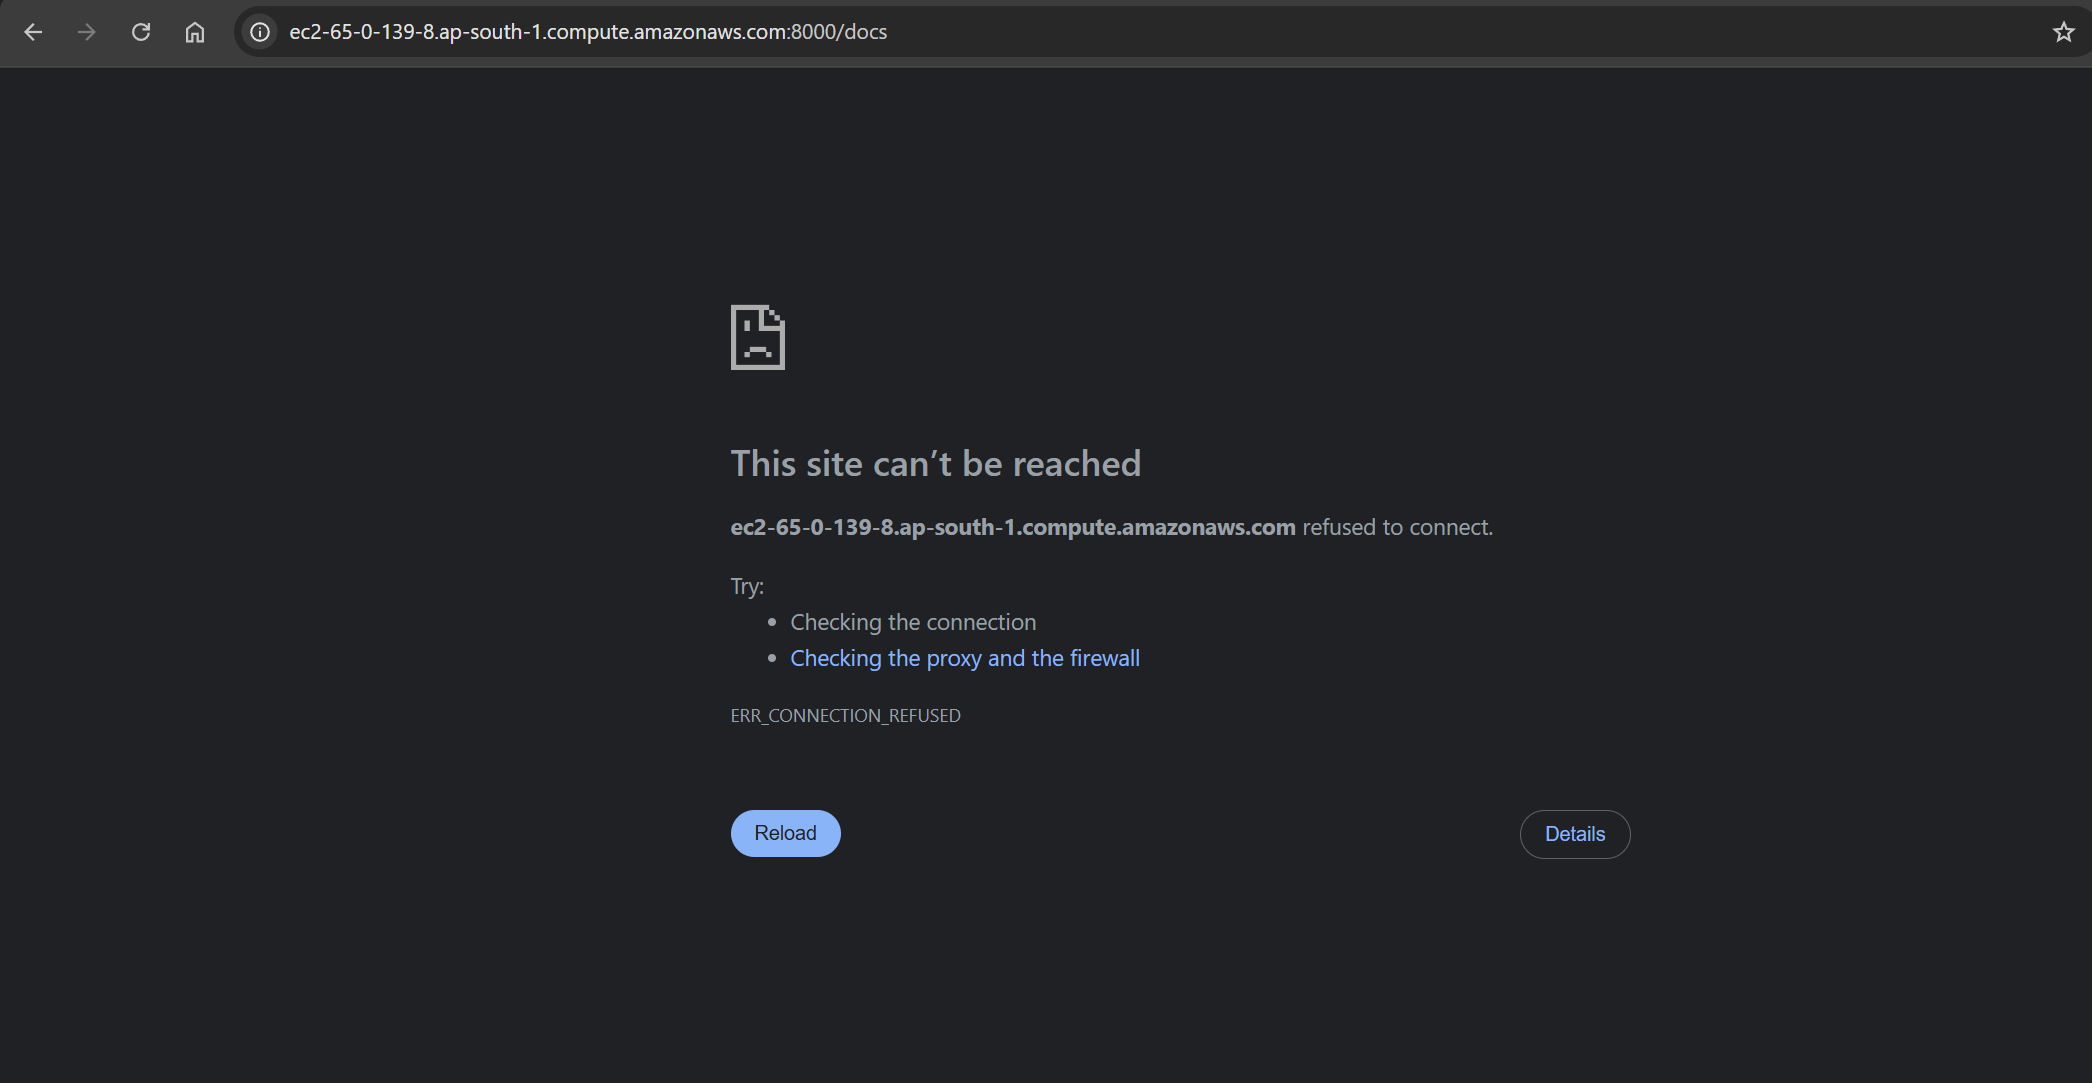 ec2-65-0-139-8.ap-south-1.compute.amazonaws.com:8000/docs
This site can’t be reached
ec2-65-0-139-8.ap-south-1.compute.amazonaws.com refused to connect.
Try:
Checking the connection
Checking the proxy and the firewall
ERR_CONNECTION_REFUSED
Reload
Details